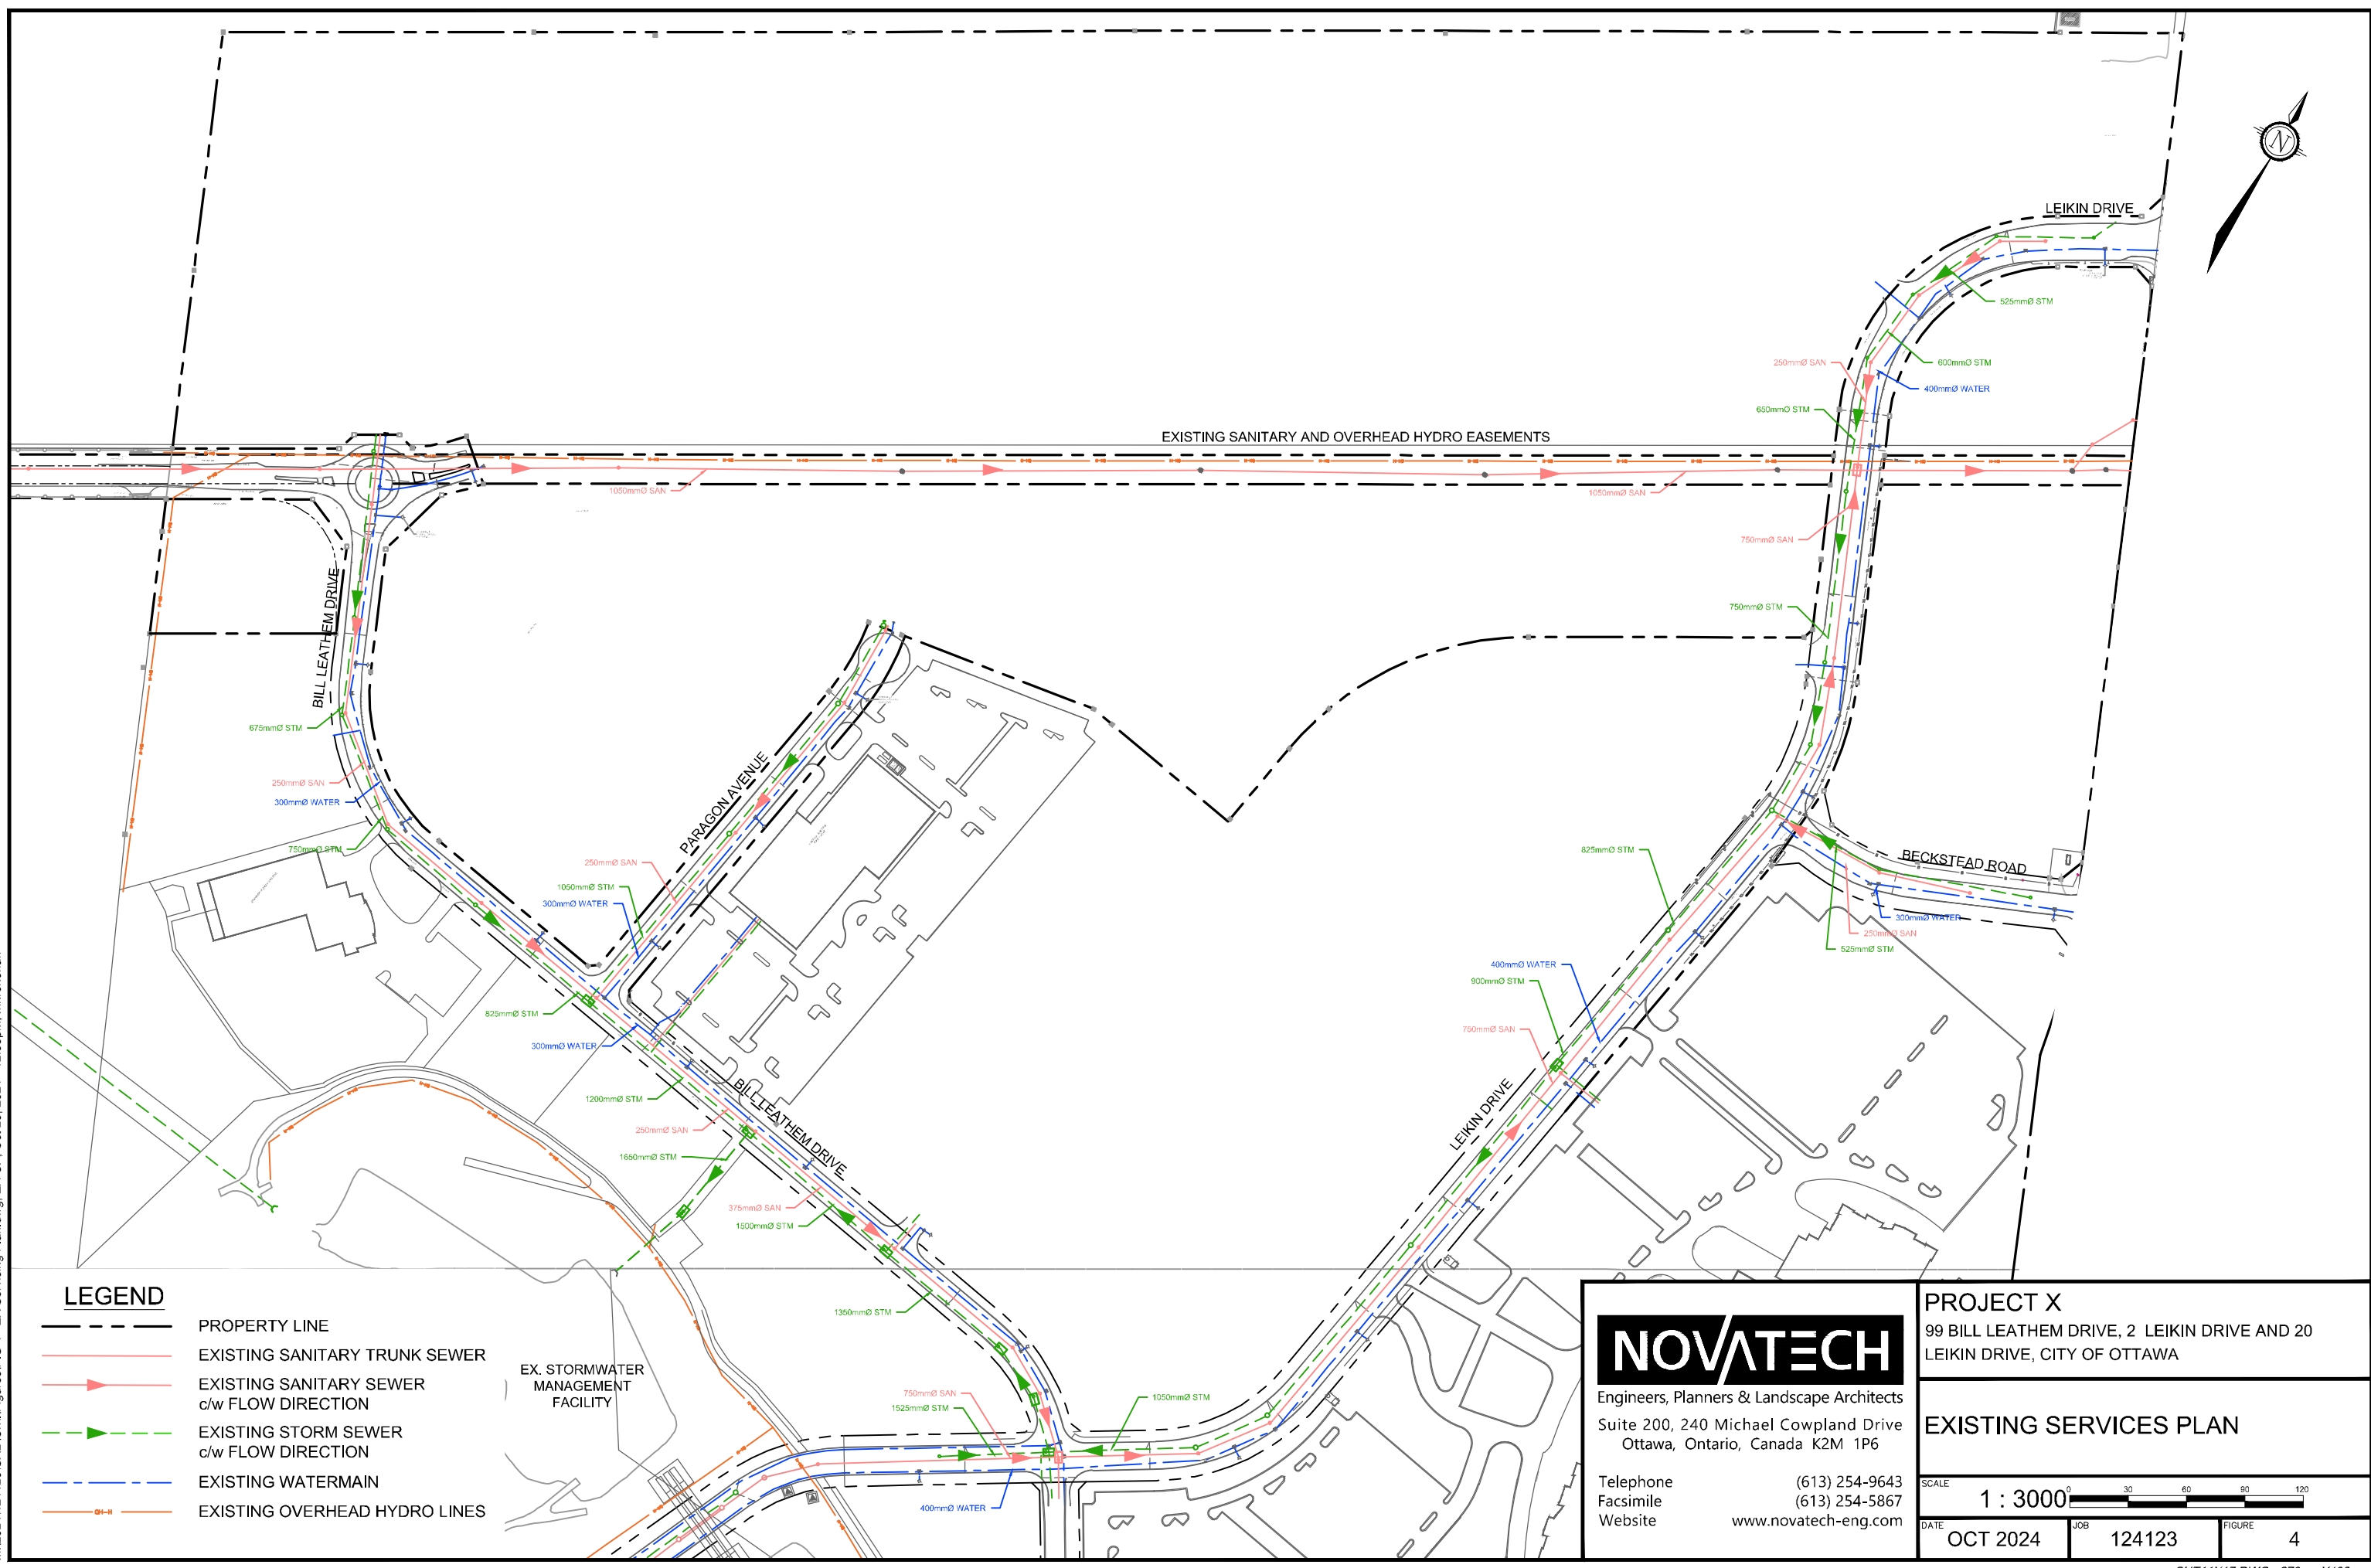 LEIKIN DRIVE
525mmØ STM
600mmØ STM
250mmØ SAN
400mmØ WATER
EXISTING SANITARY AND OVERHEAD HYDRO EASEMENTS
1050mmØ SAN
1050mmØ SAN
750mmØ SAN
750mmØ STM
BILL LEATHEM DRIVE
675mmØ STM
250mmØ SAN
300mmØ WATER
750mmØ STM
PARAGON AVENUE
250mmØ SAN
1050mmØ STM
300mmØ WATER
825mmØ STM
300mmØ WATER
1200mmØ STM
250mmØ SAN
1650mmØ STM
BILL LEATHEM DRIVE
375mmØ SAN
1500mmØ STM
1350mmØ STM
825mmØ STM
BECKSTEAD ROAD
300mmØ WATER
250mmØ SAN
525mmØ STM
400mmØ WATER
900mmØ STM
750mmØ SAN
LEIKIN DRIVE
750mmØ SAN
1525mmØ STM
1050mmØ STM
400mmØ WATER
EX. STORMWATER
MANAGEMENT
FACILITY
LEGEND
PROPERTY LINE
EXISTING SANITARY TRUNK SEWER
EXISTING SANITARY SEWER
c/w FLOW DIRECTION
EXISTING STORM SEWER
c/w FLOW DIRECTION
EXISTING WATERMAIN
OH-H
EXISTING OVERHEAD HYDRO LINES
NOVATECH
Engineers, Planners & Landscape Architects
Suite 200, 240 Michael Cowpland Drive
Ottawa, Ontario, Canada K2M 1P6
Telephone (613) 254-9643
Facsimile (613) 254-5867
Website www.novatech-eng.com
PROJECT X
99 BILL LEATHEM DRIVE, 2 LEIKIN DRIVE AND 20
LEIKIN DRIVE, CITY OF OTTAWA
EXISTING SERVICES PLAN
SCALE
1 : 3000
0 30 60 90 120
DATE
OCT 2024
JOB
124123
FIGURE
4
N